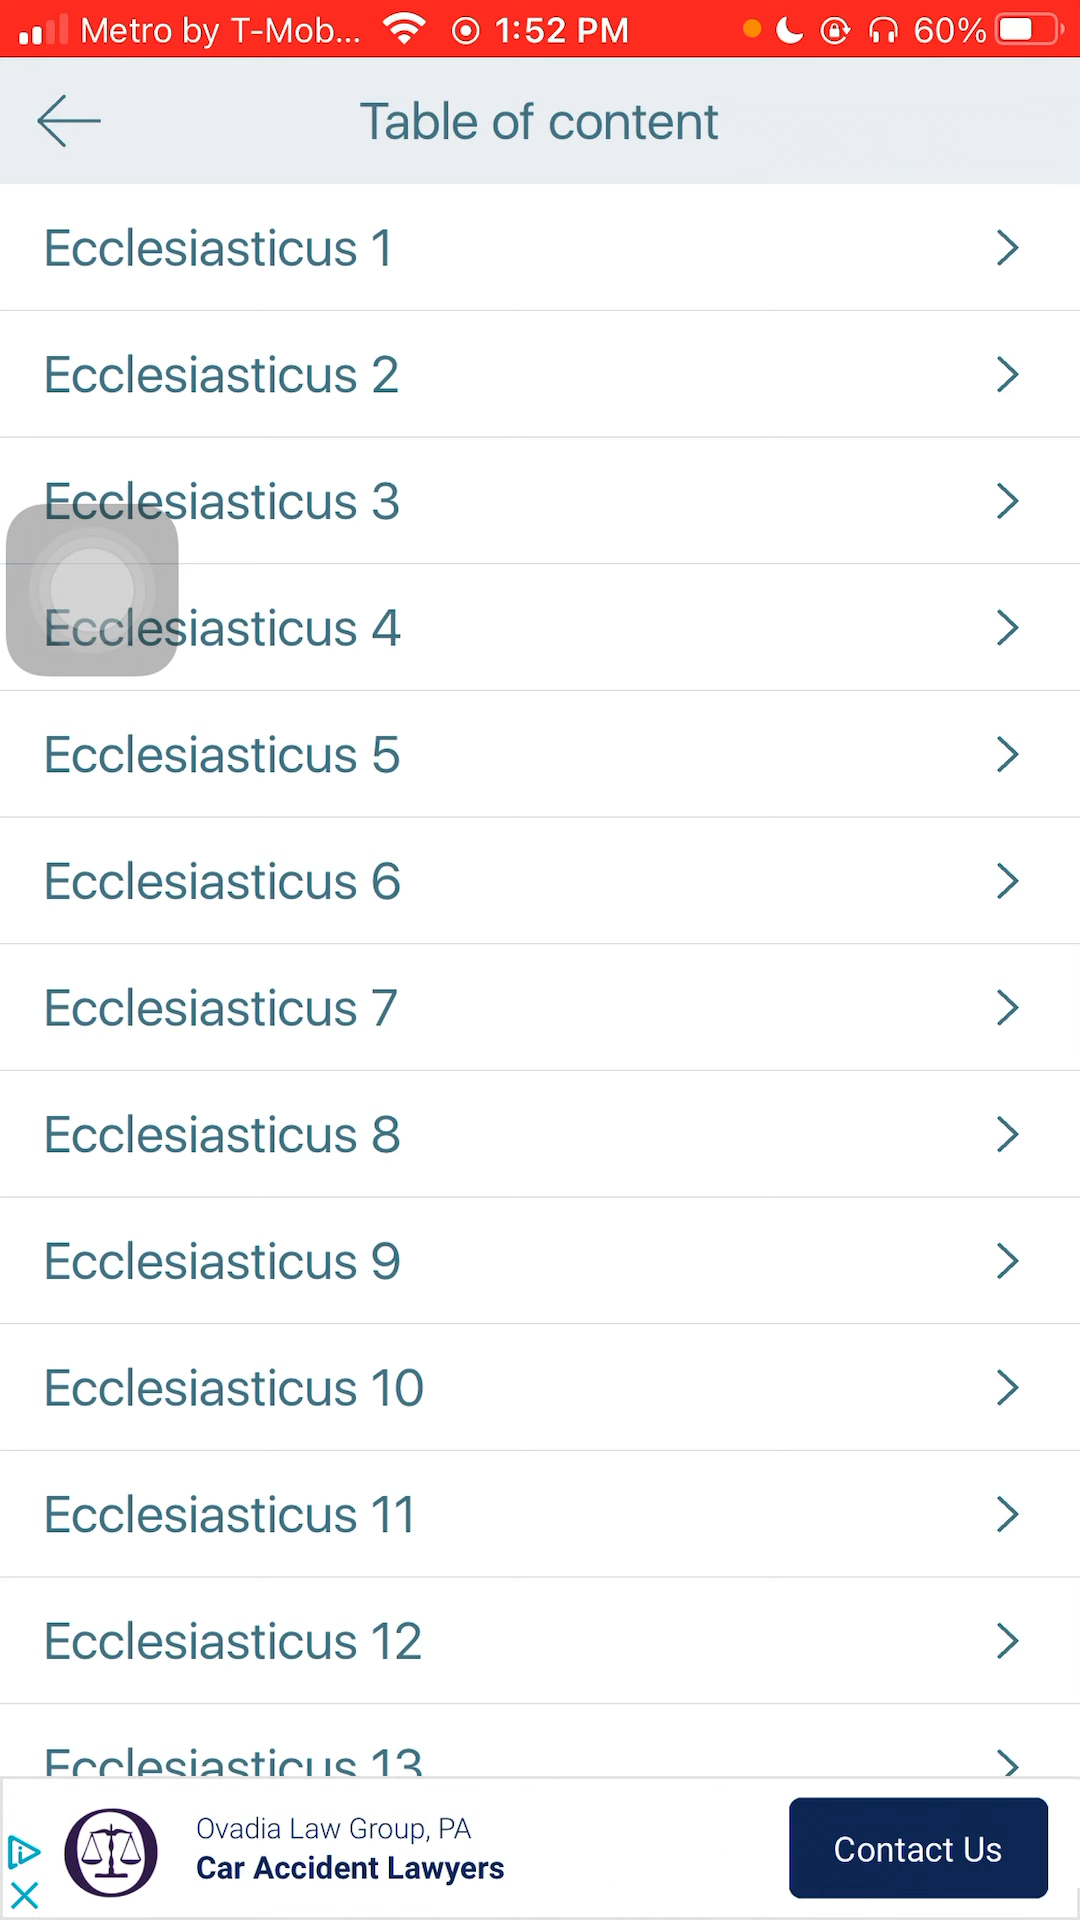 Metro by T-Mob... 1:52 PM 60%
Table of content
Ecclesiasticus 1
Ecclesiasticus 2
Ecclesiasticus 3
Ecclesiasticus 4
Ecclesiasticus 5
Ecclesiasticus 6
Ecclesiasticus 7
Ecclesiasticus 8
Ecclesiasticus 9
Ecclesiasticus 10
Ecclesiasticus 11
Ecclesiasticus 12
Ecclesiasticus 13
Ovadia Law Group, PA
Car Accident Lawyers
Contact Us